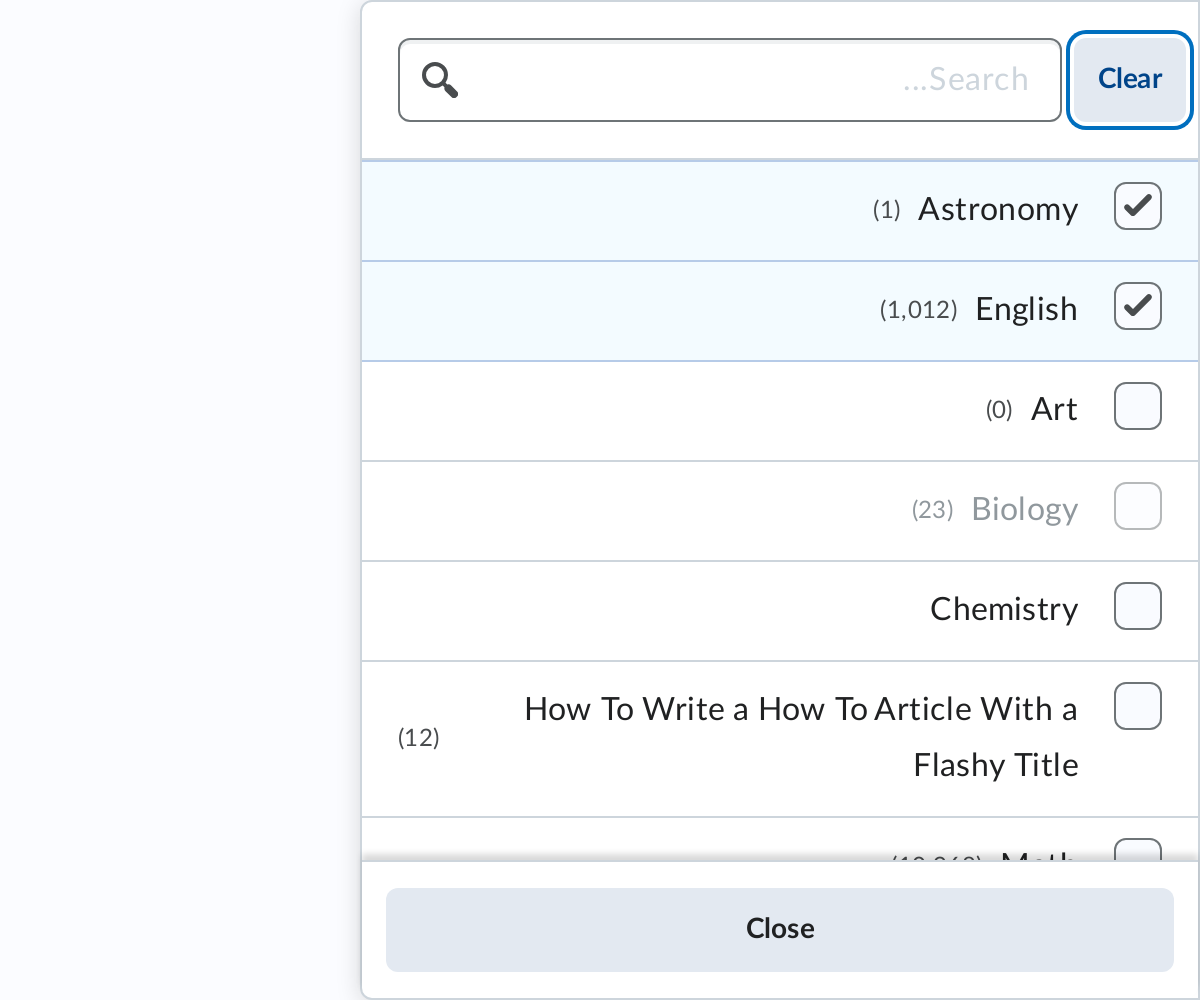 ...Search
Clear
Astronomy (1)
English (1,012)
Art (0)
Biology (23)
Chemistry
How To Write a How To Article With a
Flashy Title
(12)
Math
Close